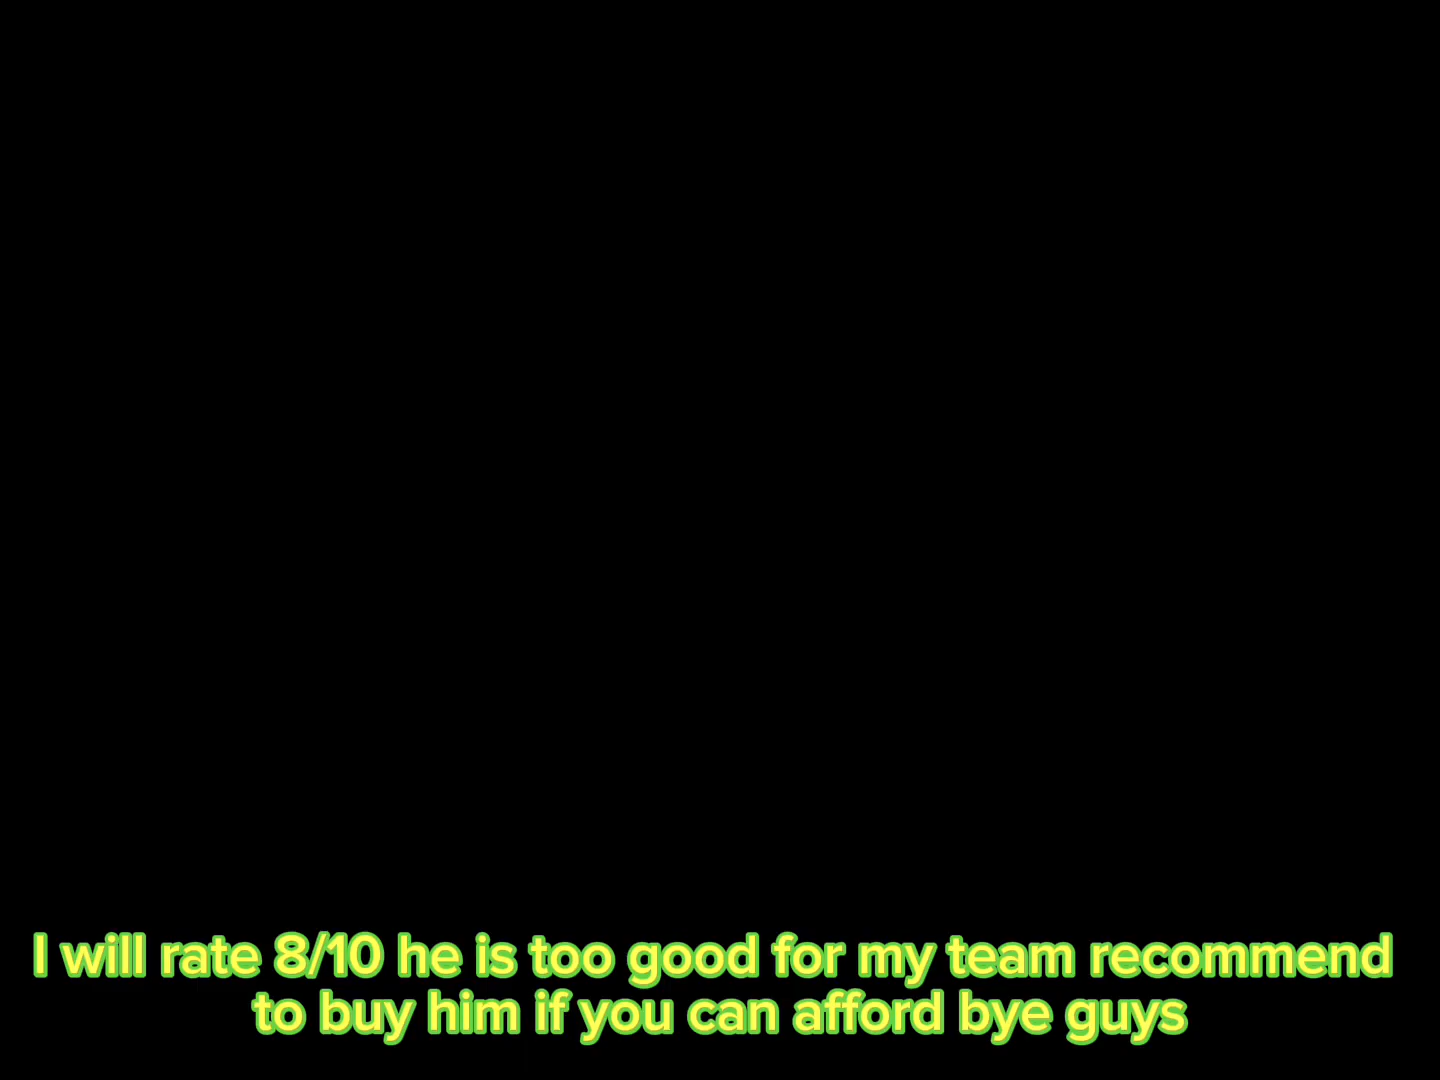 I will rate 8/10 he is too good for my team recommend
to buy him if you can afford bye guys